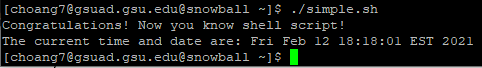 [choang7@gsuad.gsu.edu@snowball ~]$ ./simple.sh
Congratulations! Now you know shell script!
The current time and date are: Fri Feb 12 18:18:01 EST 2021
[choang7@gsuad.gsu.edu@snowball ~]$